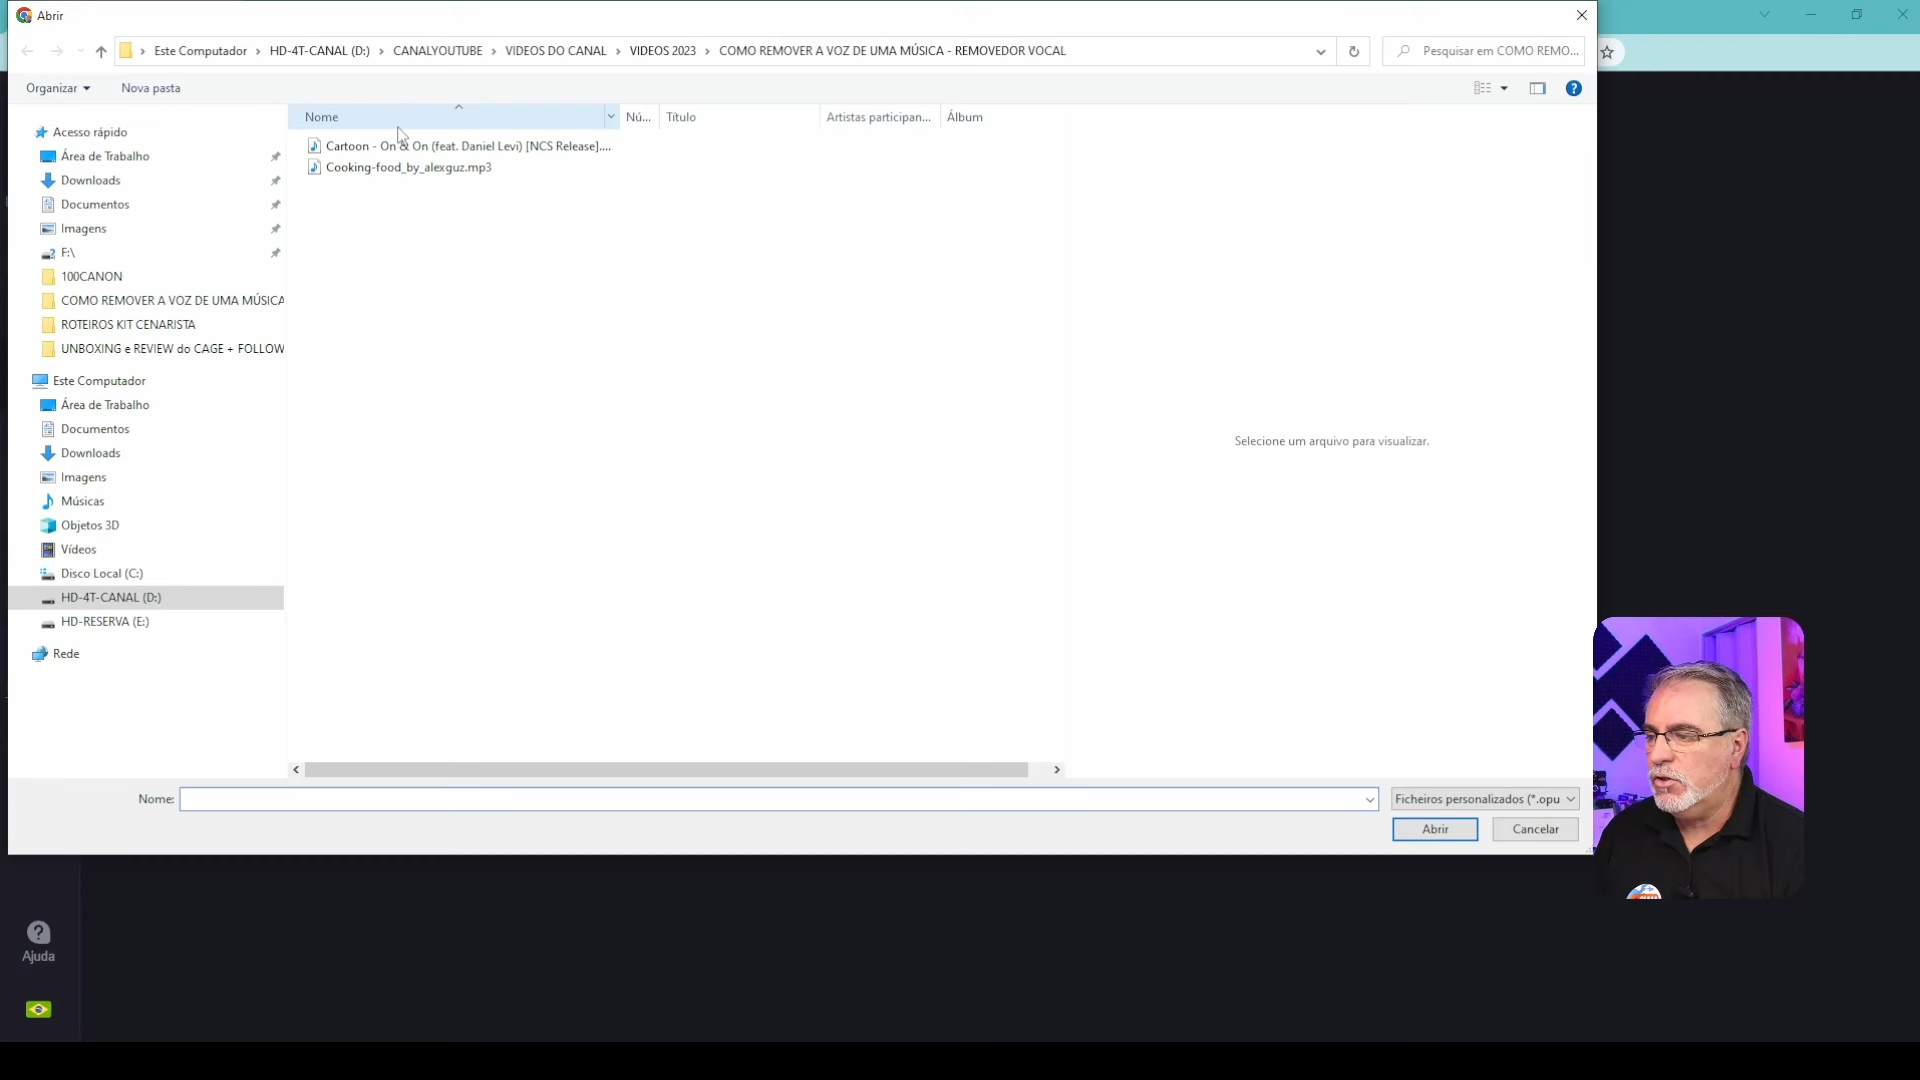 Abrir
Este Computador > HD-4T-CANAL (D:) > CANALYOUTUBE > VIDEOS DO CANAL > VIDEOS 2023 > COMO REMOVER A VOZ DE UMA MÚSICA - REMOVEDOR VOCAL
Pesquisar em COMO REMO...
Organizar
Nova pasta
Nome
Nú...
Título
Artistas participan...
Álbum
Cartoon - On & On (feat. Daniel Levi) [NCS Release]....
Cooking-food_by_alexguz.mp3
Acesso rápido
Área de Trabalho
Downloads
Documentos
Imagens
F:\
100CANON
COMO REMOVER A VOZ DE UMA MÚSICA
ROTEIROS KIT CENARISTA
UNBOXING e REVIEW do CAGE + FOLLOW
Este Computador
Área de Trabalho
Documentos
Downloads
Imagens
Músicas
Objetos 3D
Vídeos
Disco Local (C:)
HD-4T-CANAL (D:)
HD-RESERVA (E:)
Rede
Selecione um arquivo para visualizar.
Nome:
Ficheiros personalizados (*.opu
Abrir
Cancelar
Ajuda